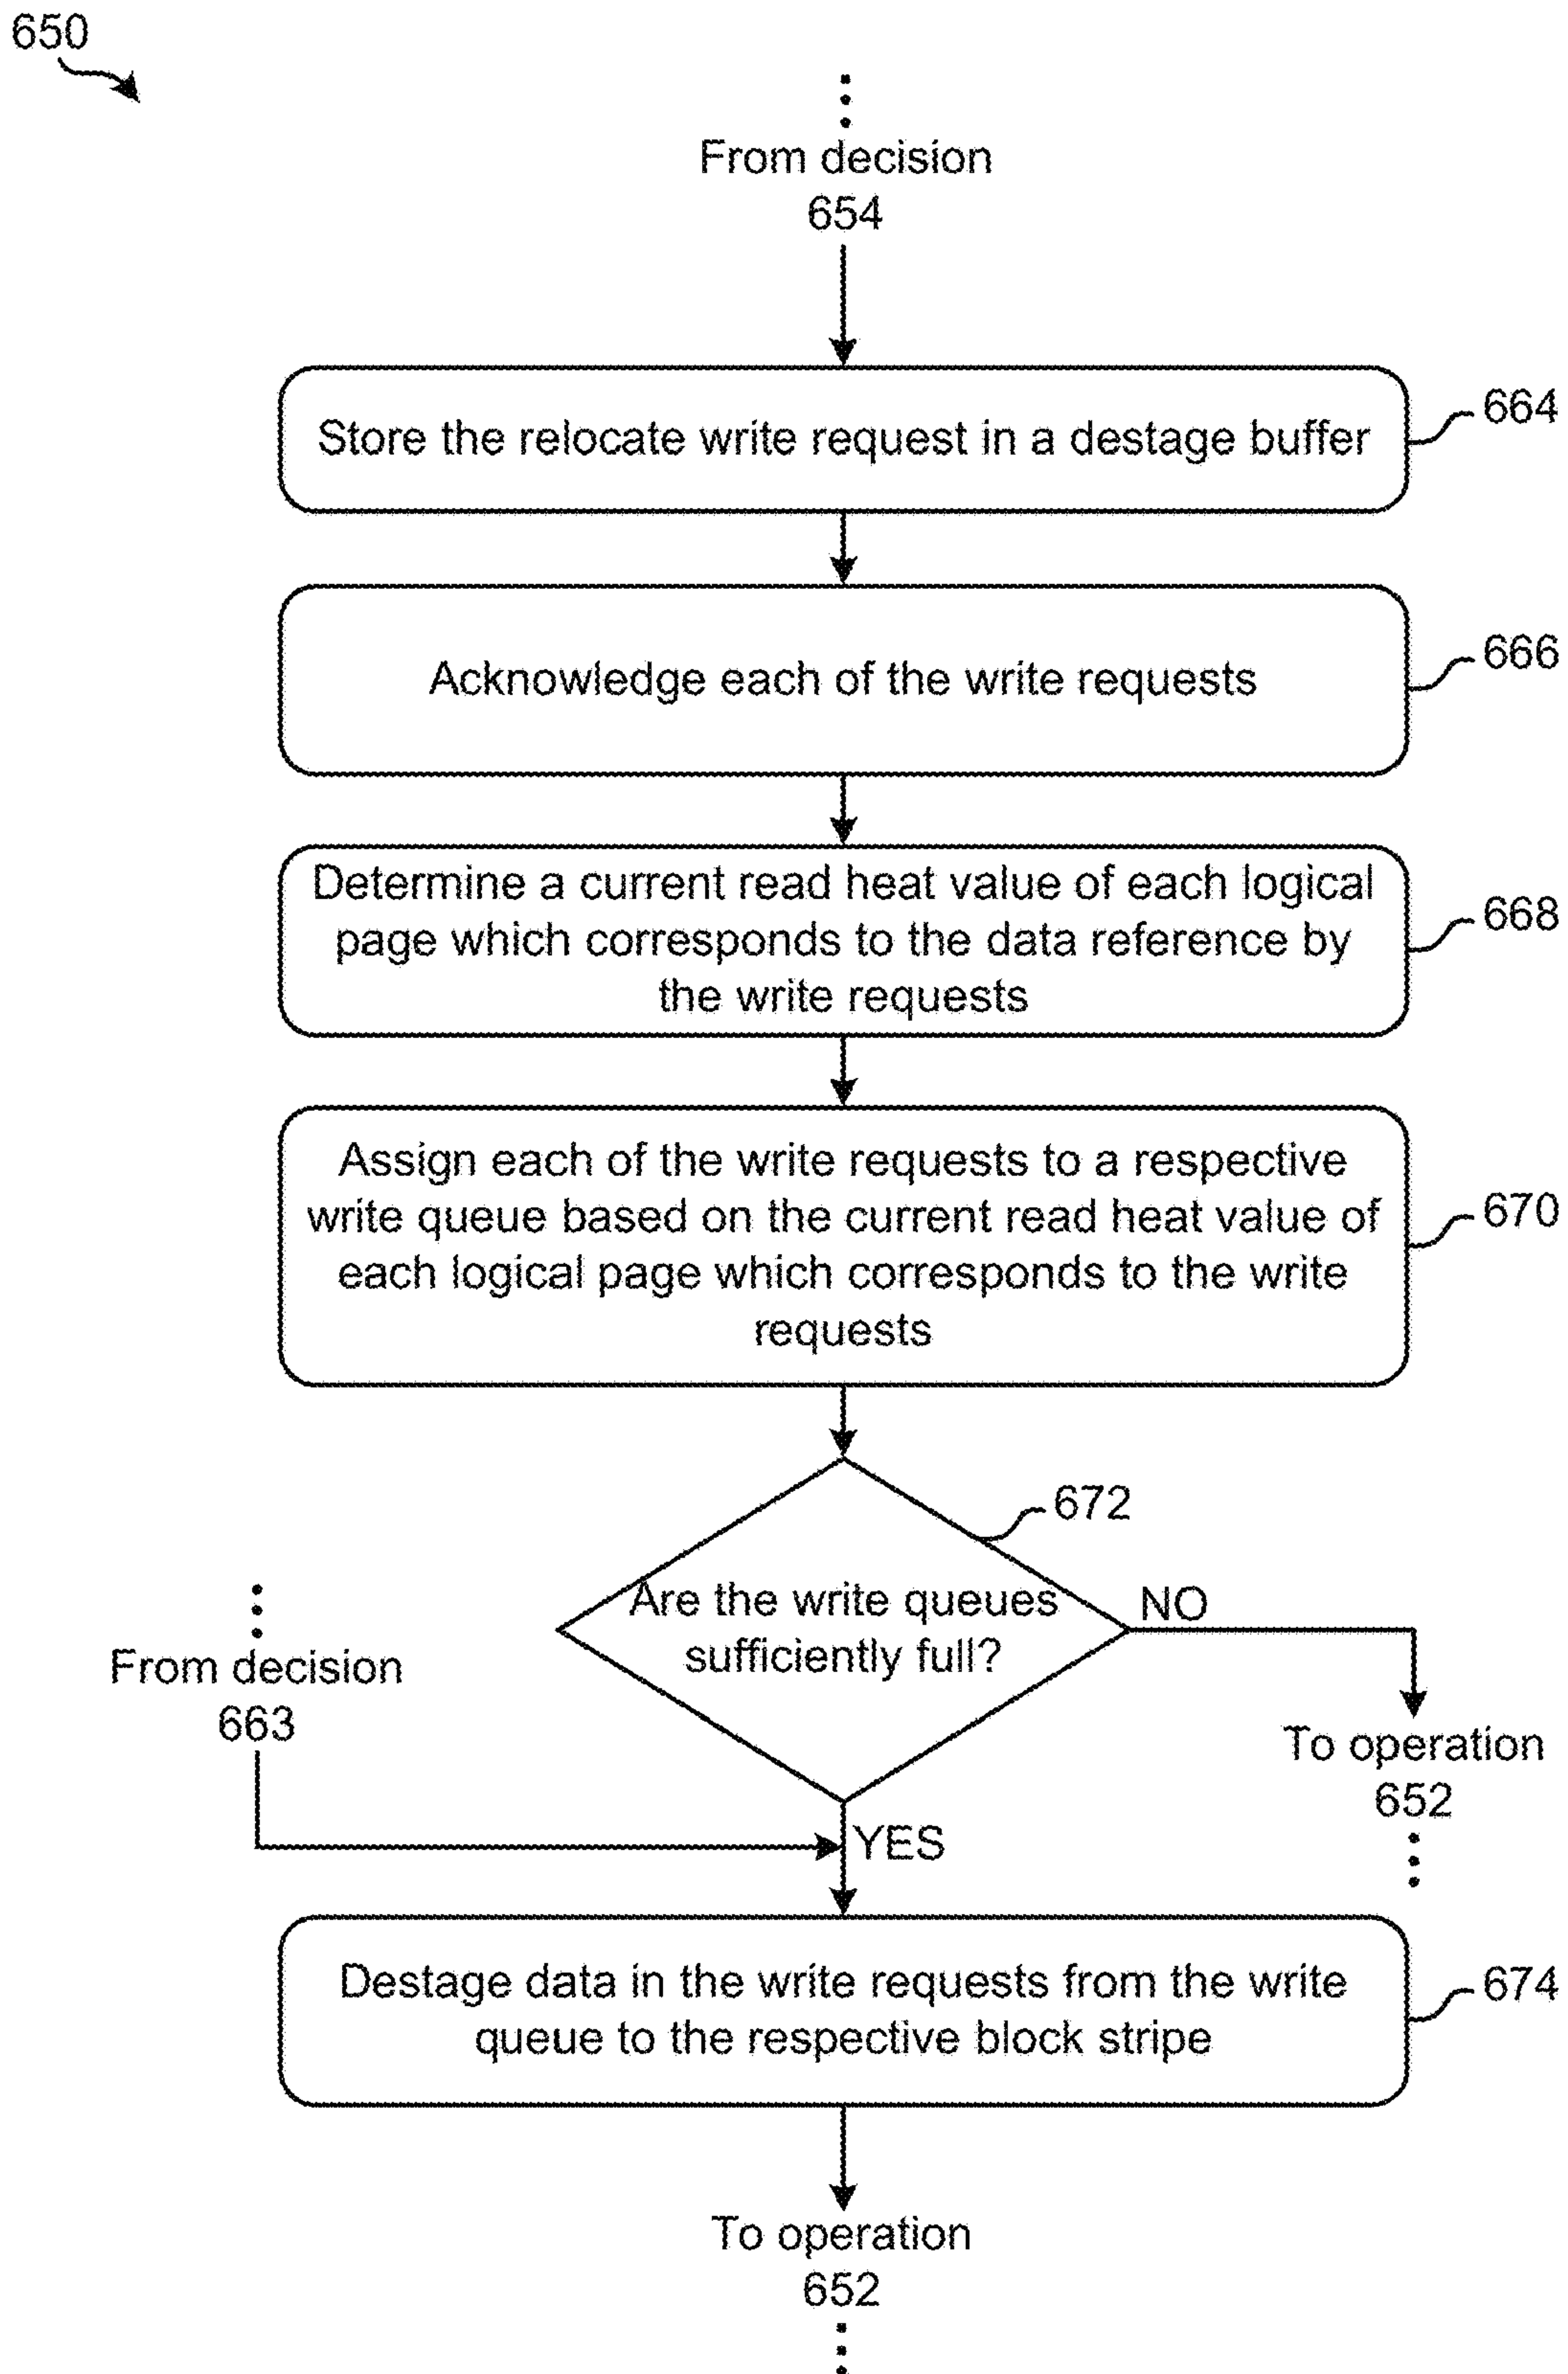 650
From decision
654
Store the relocate write request in a destage buffer
664
Acknowledge each of the write requests
666
Determine a current read heat value of each logical
page which corresponds to the data reference by
the write requests
668
Assign each of the write requests to a respective
write queue based on the current read heat value of
each logical page which corresponds to the write
requests
670
672
Are the write queues
sufficiently full?
NO
From decision
663
To operation
652
YES
Destage data in the write requests from the write
queue to the respective block stripe
674
To operation
652